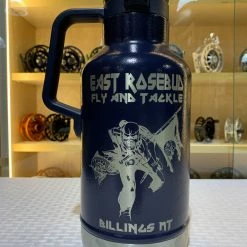 EAST ROSEBUD
FLY AND TACKLE
BILLINGS MT